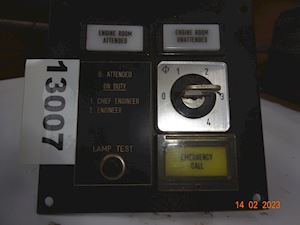 ENGINE ROOM
ATTENDED
ENGINE ROOM
UNATTENDED
13007
0. ATTENDED
ON DUTY
1. CHIEF ENGINEER
2. ENGINEER
LAMP TEST
0
1
2
3
4
EMERGENCY
CALL
14 02 2023